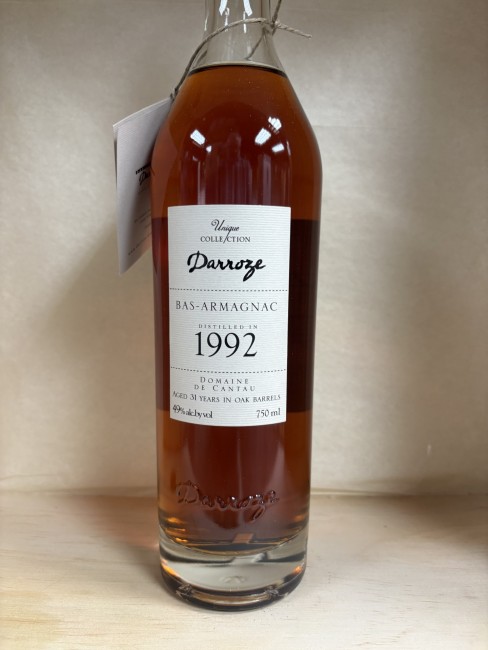 Unique
COLLECTION
Darroze
BAS-ARMAGNAC
DISTILLED IN
1992
DOMAINE
DE CANTAU
AGED 31 YEARS IN OAK BARRELS
49% alc.by vol. 750 ml
Darroze